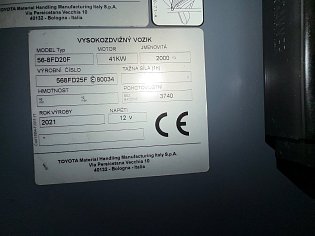 TOYOTA Material Handling Manufacturing Italy S.p.A.
Via Persicetana Vecchia 10
40132 - Bologna - Italia
VYSOKOZDVIŽNÝ VOZIK
MODEL Typ MOTOR JMENOVITÁ
56-8FD20F 41KW 2000
VÝROBNÍ ČÍSLO TAŽNÁ SÍLA
568FD25F 80034
HMOTNOST POHOTOVOSTNÍ
3740
ROK VÝROBY NAPĚTÍ
2021 12 V
CE
TOYOTA Material Handling Manufacturing Italy S.p.A.
Via Persicetana Vecchia 10
40132 - Bologna - Italia